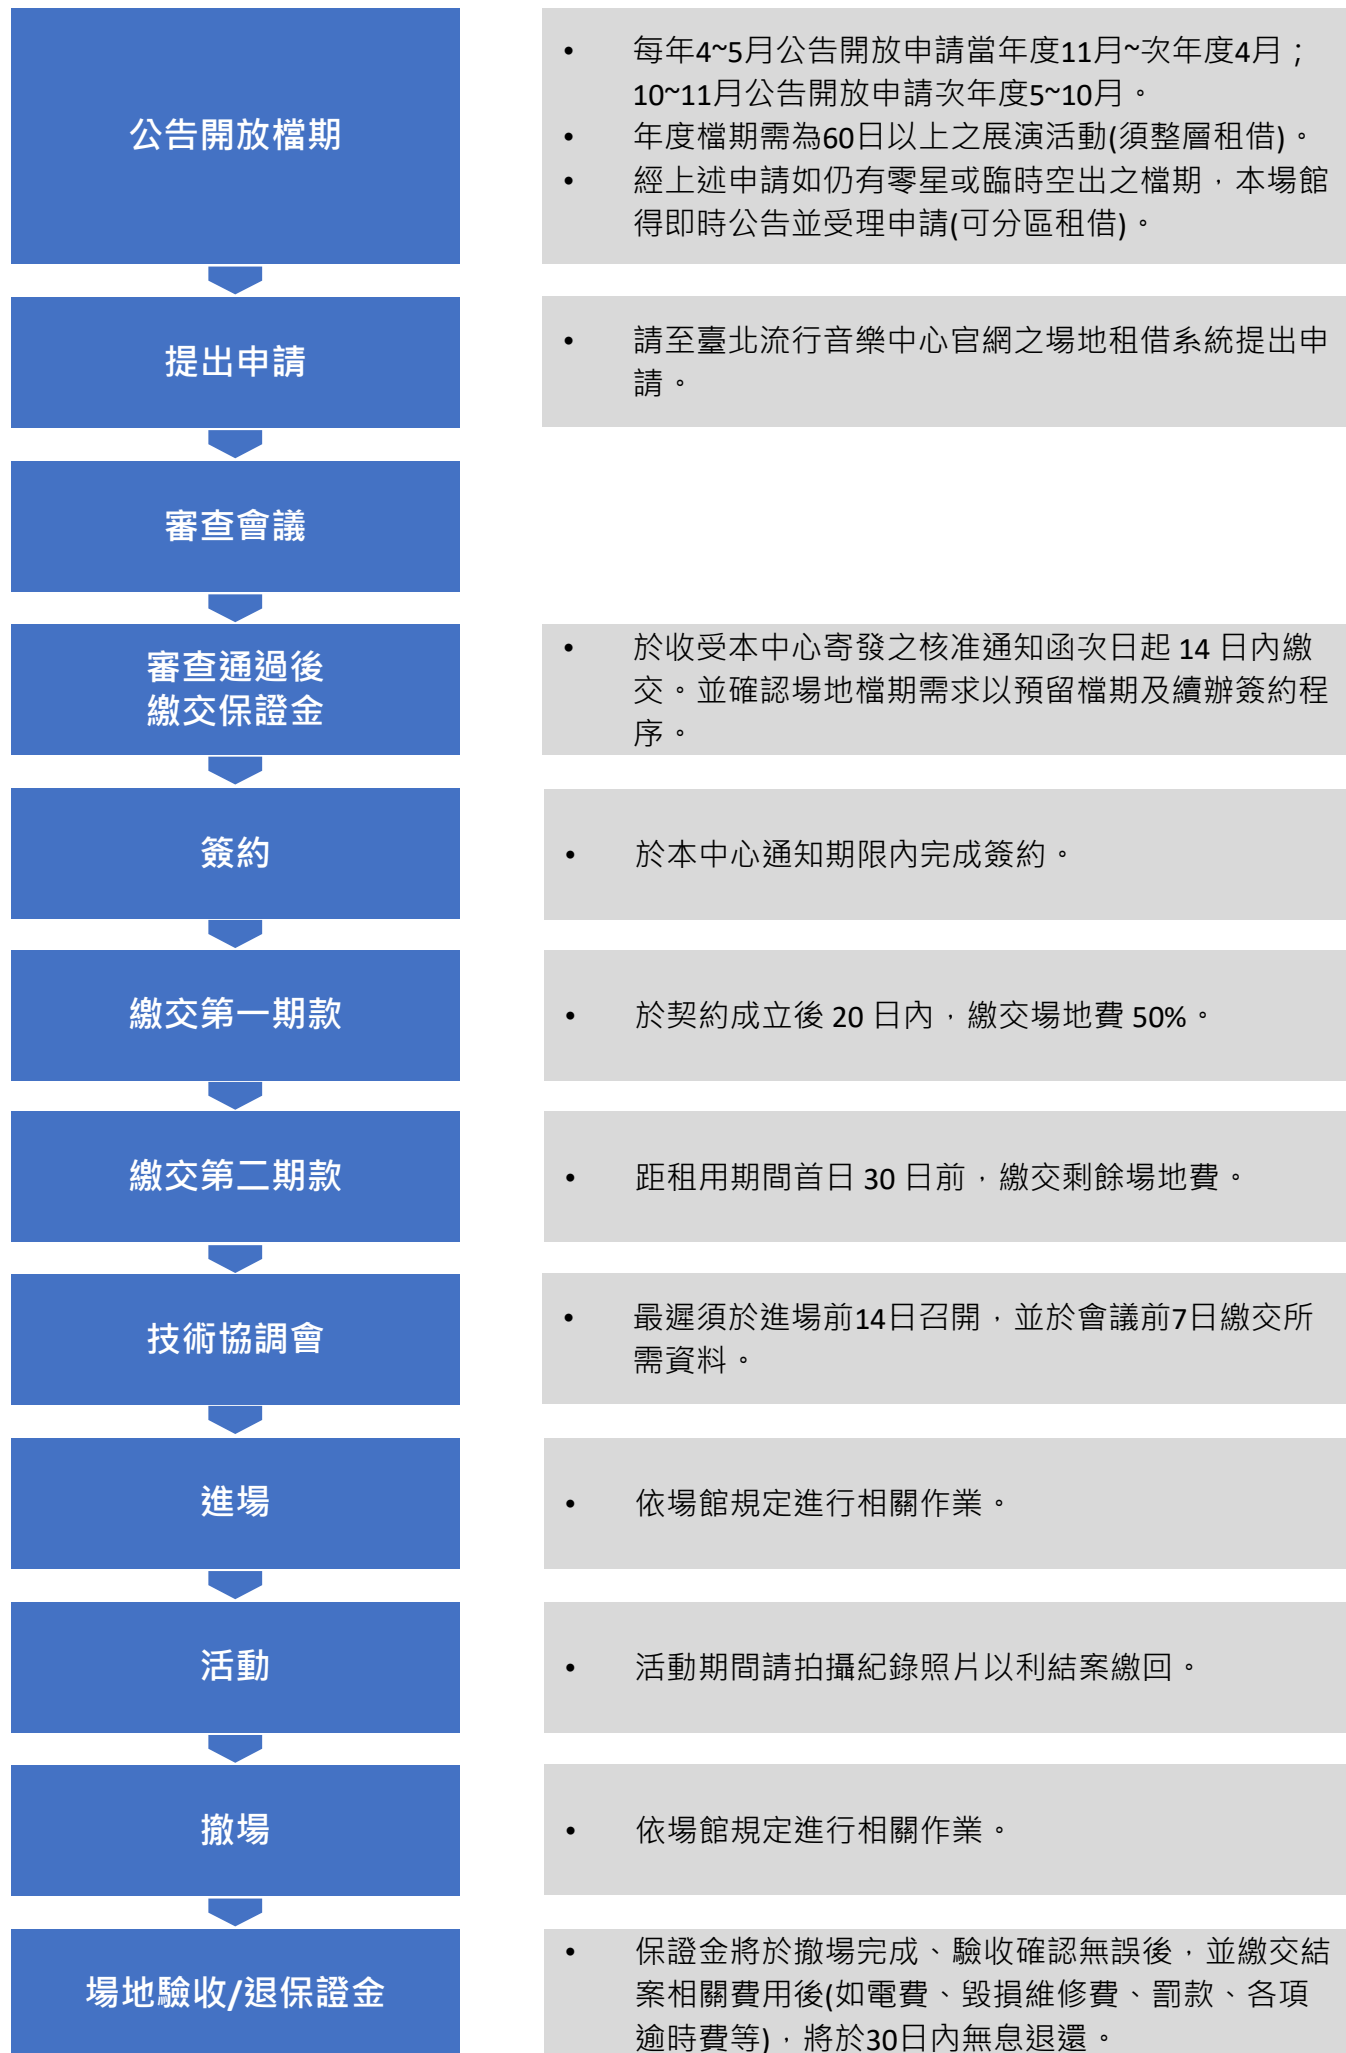 公告開放檔期
• 每年4~5月公告開放申請當年度11月~次年度4月；
10~11月公告開放申請次年度5~10月。
• 年度檔期需為60日以上之展演活動(須整層租借)。
• 經上述申請如仍有零星或臨時空出之檔期，本場館
得即時公告並受理申請(可分區租借)。
提出申請
• 請至臺北流行音樂中心官網之場地租借系統提出申
請。
審查會議
審查通過後
繳交保證金
• 於收受本中心寄發之核准通知函次日起 14 日內繳
交。並確認場地檔期需求以預留檔期及續辦簽約程
序。
簽約
• 於本中心通知期限內完成簽約。
繳交第一期款
• 於契約成立後 20 日內，繳交場地費 50%。
繳交第二期款
• 距租用期間首日 30 日前，繳交剩餘場地費。
技術協調會
• 最遲須於進場前14日召開，並於會議前7日繳交所
需資料。
進場
• 依場館規定進行相關作業。
活動
• 活動期間請拍攝紀錄照片以利結案繳回。
撤場
• 依場館規定進行相關作業。
場地驗收/退保證金
• 保證金將於撤場完成、驗收確認無誤後，並繳交結
案相關費用後(如電費、毀損維修費、罰款、各項
逾時費等)，將於30日內無息退還。